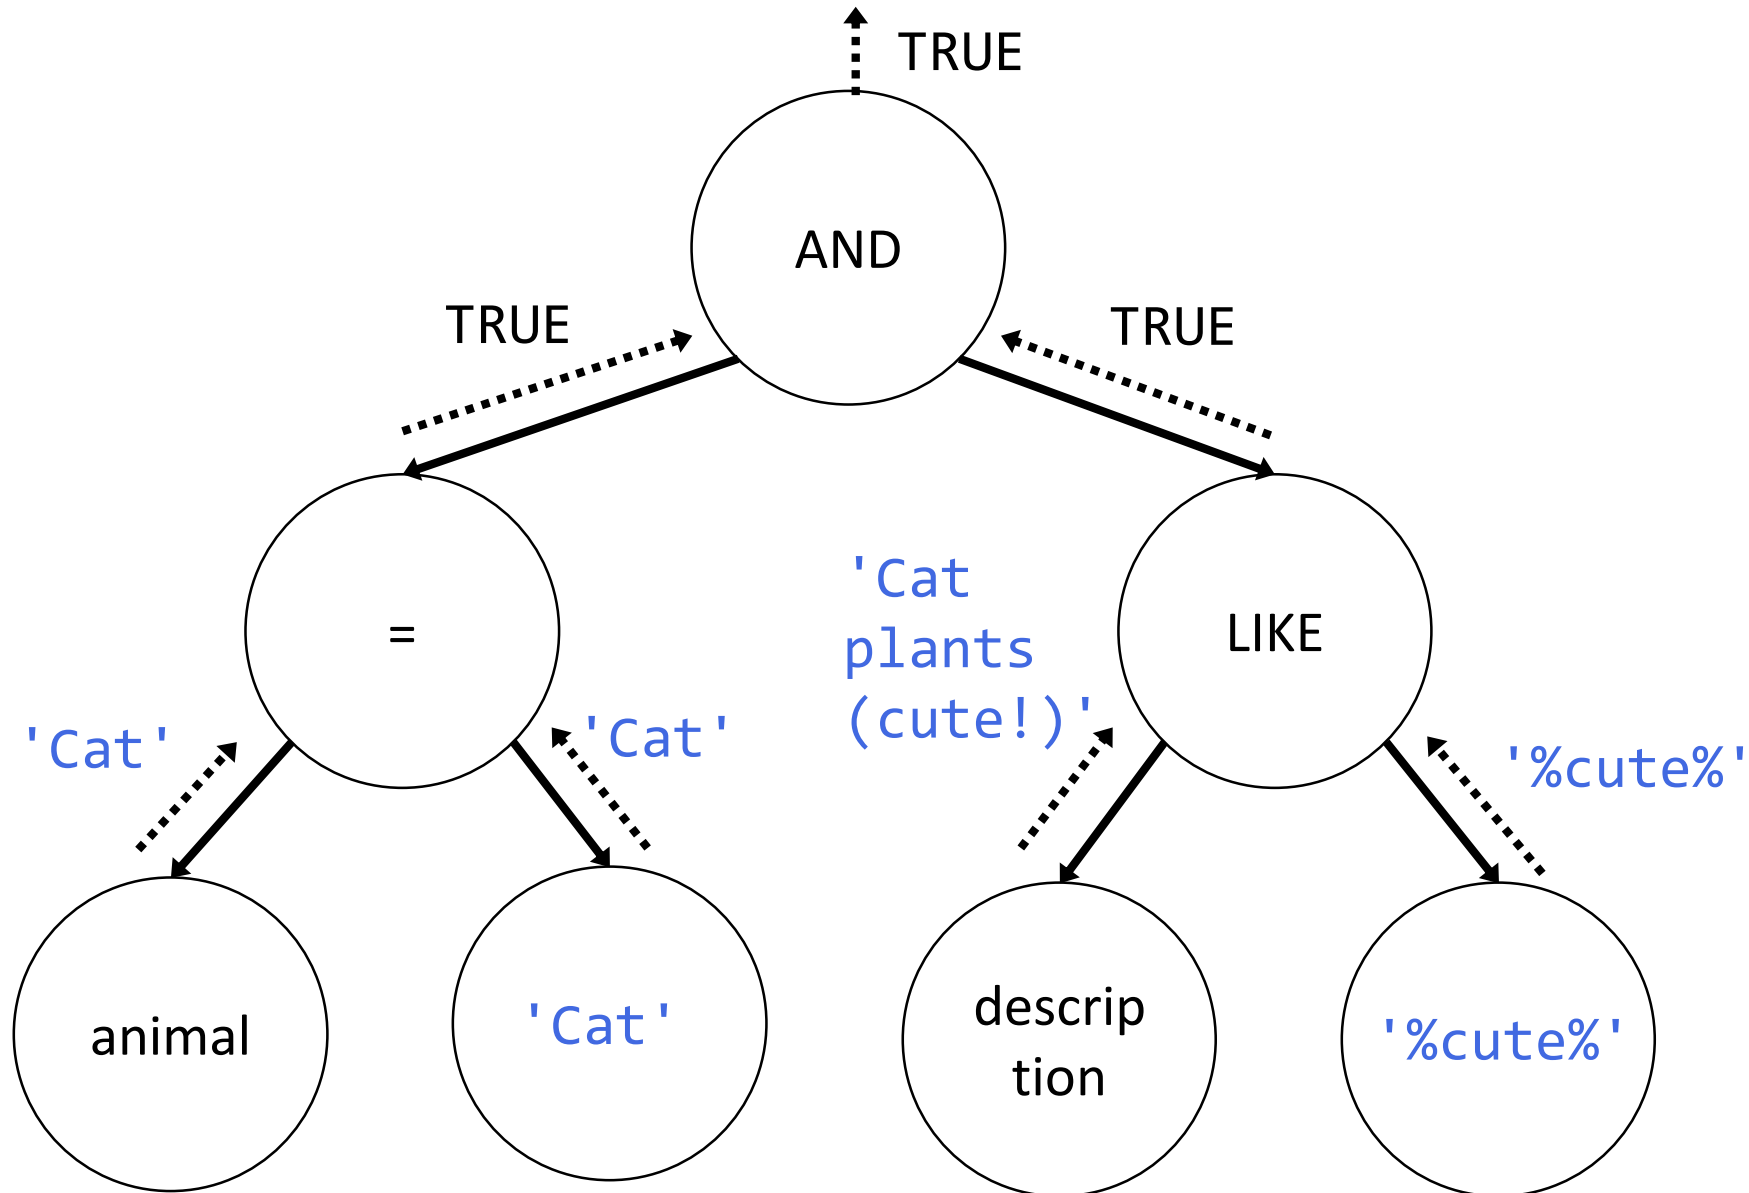 TRUE
AND
TRUE
TRUE
=
'Cat
plants
(cute!)'
LIKE
'Cat'
'Cat'
'%cute%'
animal
'Cat'
descrip
tion
'%cute%'